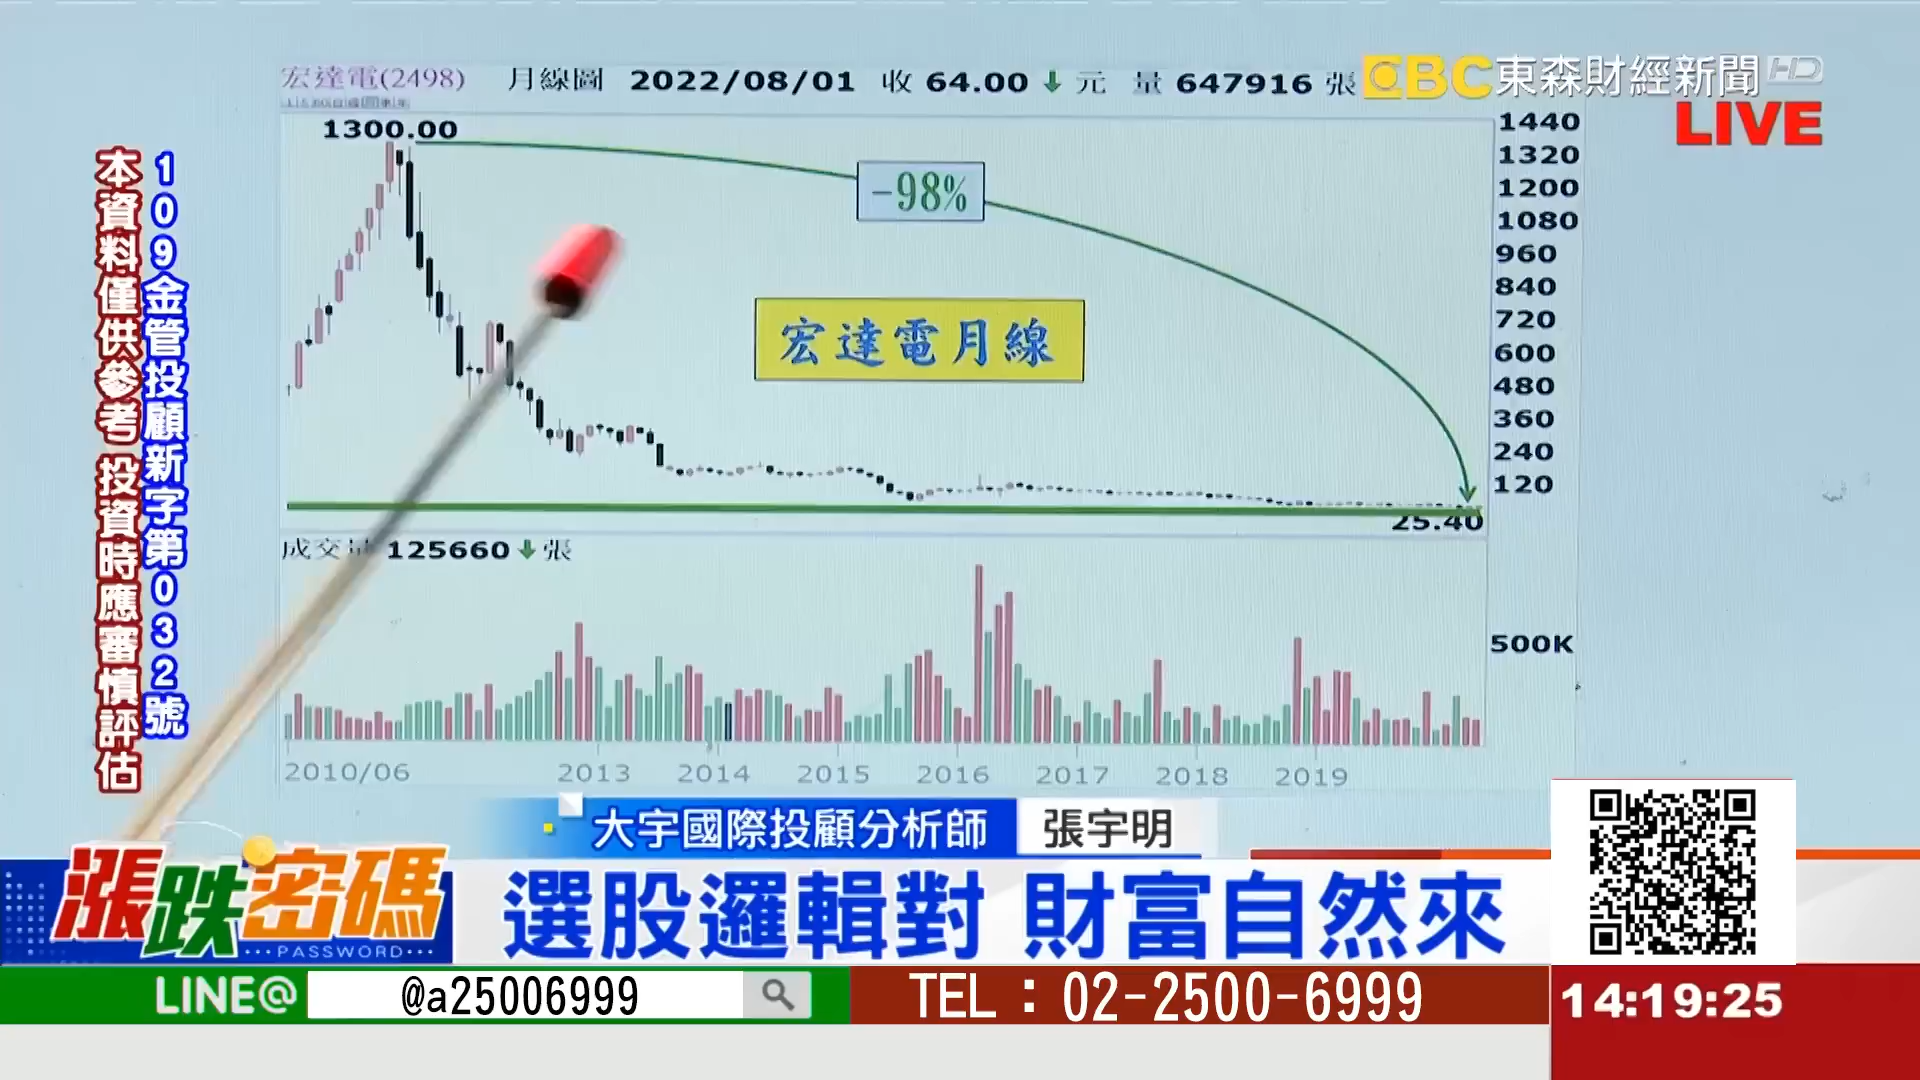 宏達電(2498) 月線圖 2022/08/01 收 64.00 ↓ 元 量 647916 張
EBC東森財經新聞 HD
LIVE
1300.00
-98%
宏達電月線
1440
1320
1200
1080
960
840
720
600
480
360
240
120
25.40
成交量 125660 ↓ 張
500K
2010/06 2013 2014 2015 2016 2017 2018 2019
109金管投顧新字第032號
本資料僅供參考 投資時應審慎評估
大宇國際投顧分析師 張宇明
漲跌密碼
PASSWORD
選股邏輯對 財富自然來
LINE@ @a25006999 TEL：02-2500-6999 14:19:25